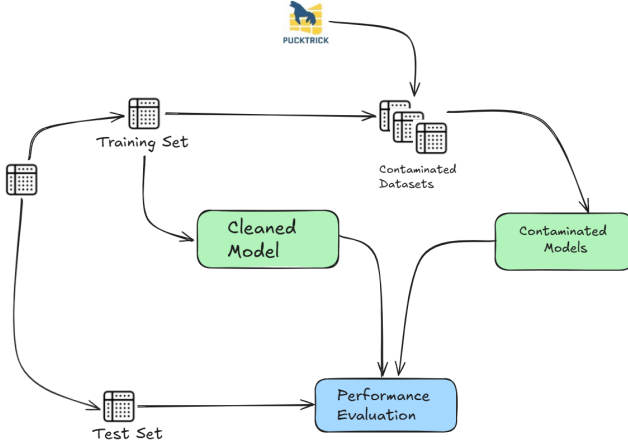 PUCKTRICK
Training Set
Contaminated
Datasets
Cleaned
Model
Contaminated
Models
Performance
Evaluation
Test Set